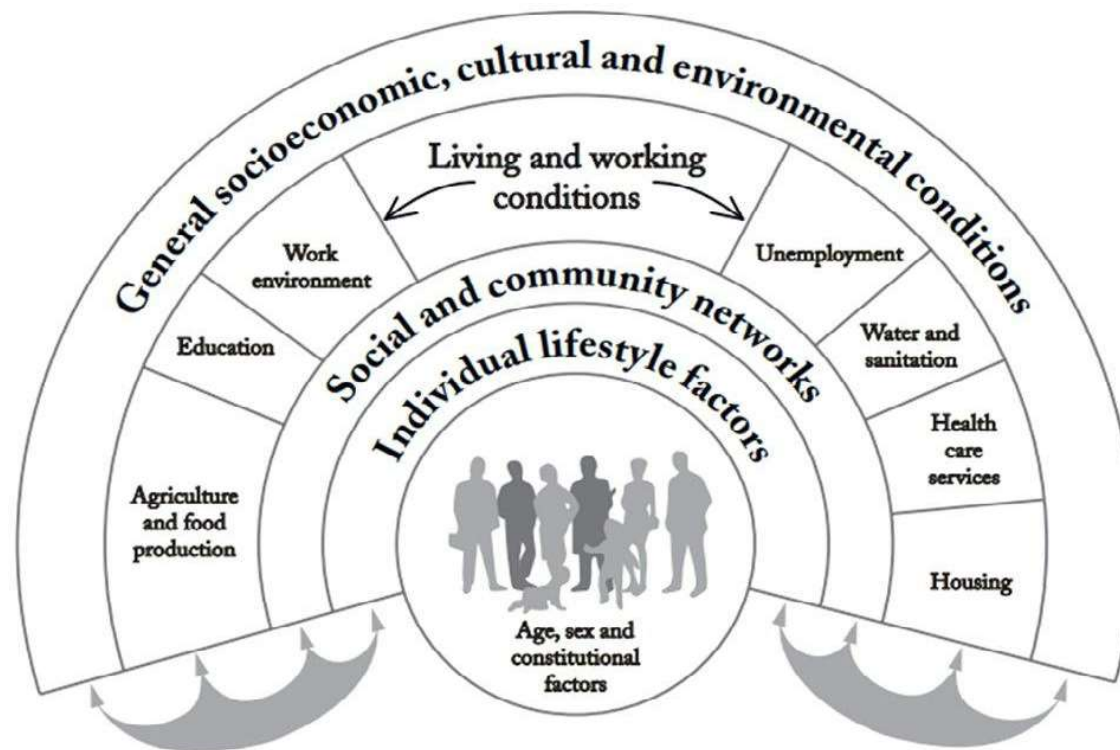 General socioeconomic, cultural and environmental conditions
Living and working
conditions
Work
environment
Unemployment
Education
Water and
sanitation
Agriculture
and food
production
Health
care
services
Housing
Social and community networks
Individual lifestyle factors
Age, sex and
constitutional
factors